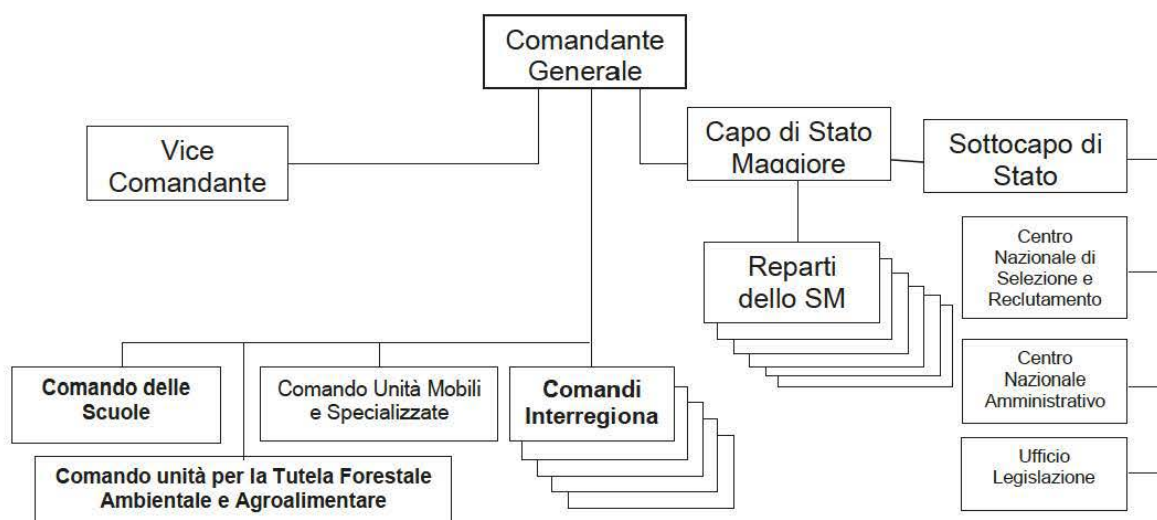 Comandante
Generale
Vice
Comandante
Capo di Stato
Maggiore
Sottocapo di
Stato
Reparti
dello SM
Centro
Nazionale di
Selezione e
Reclutamento
Centro
Nazionale
Amministrativo
Ufficio
Legislazione
Comando delle
Scuole
Comando Unità Mobili
e Specializzate
Comandi
Interregiona
Comando unità per la Tutela Forestale
Ambientale e Agroalimentare